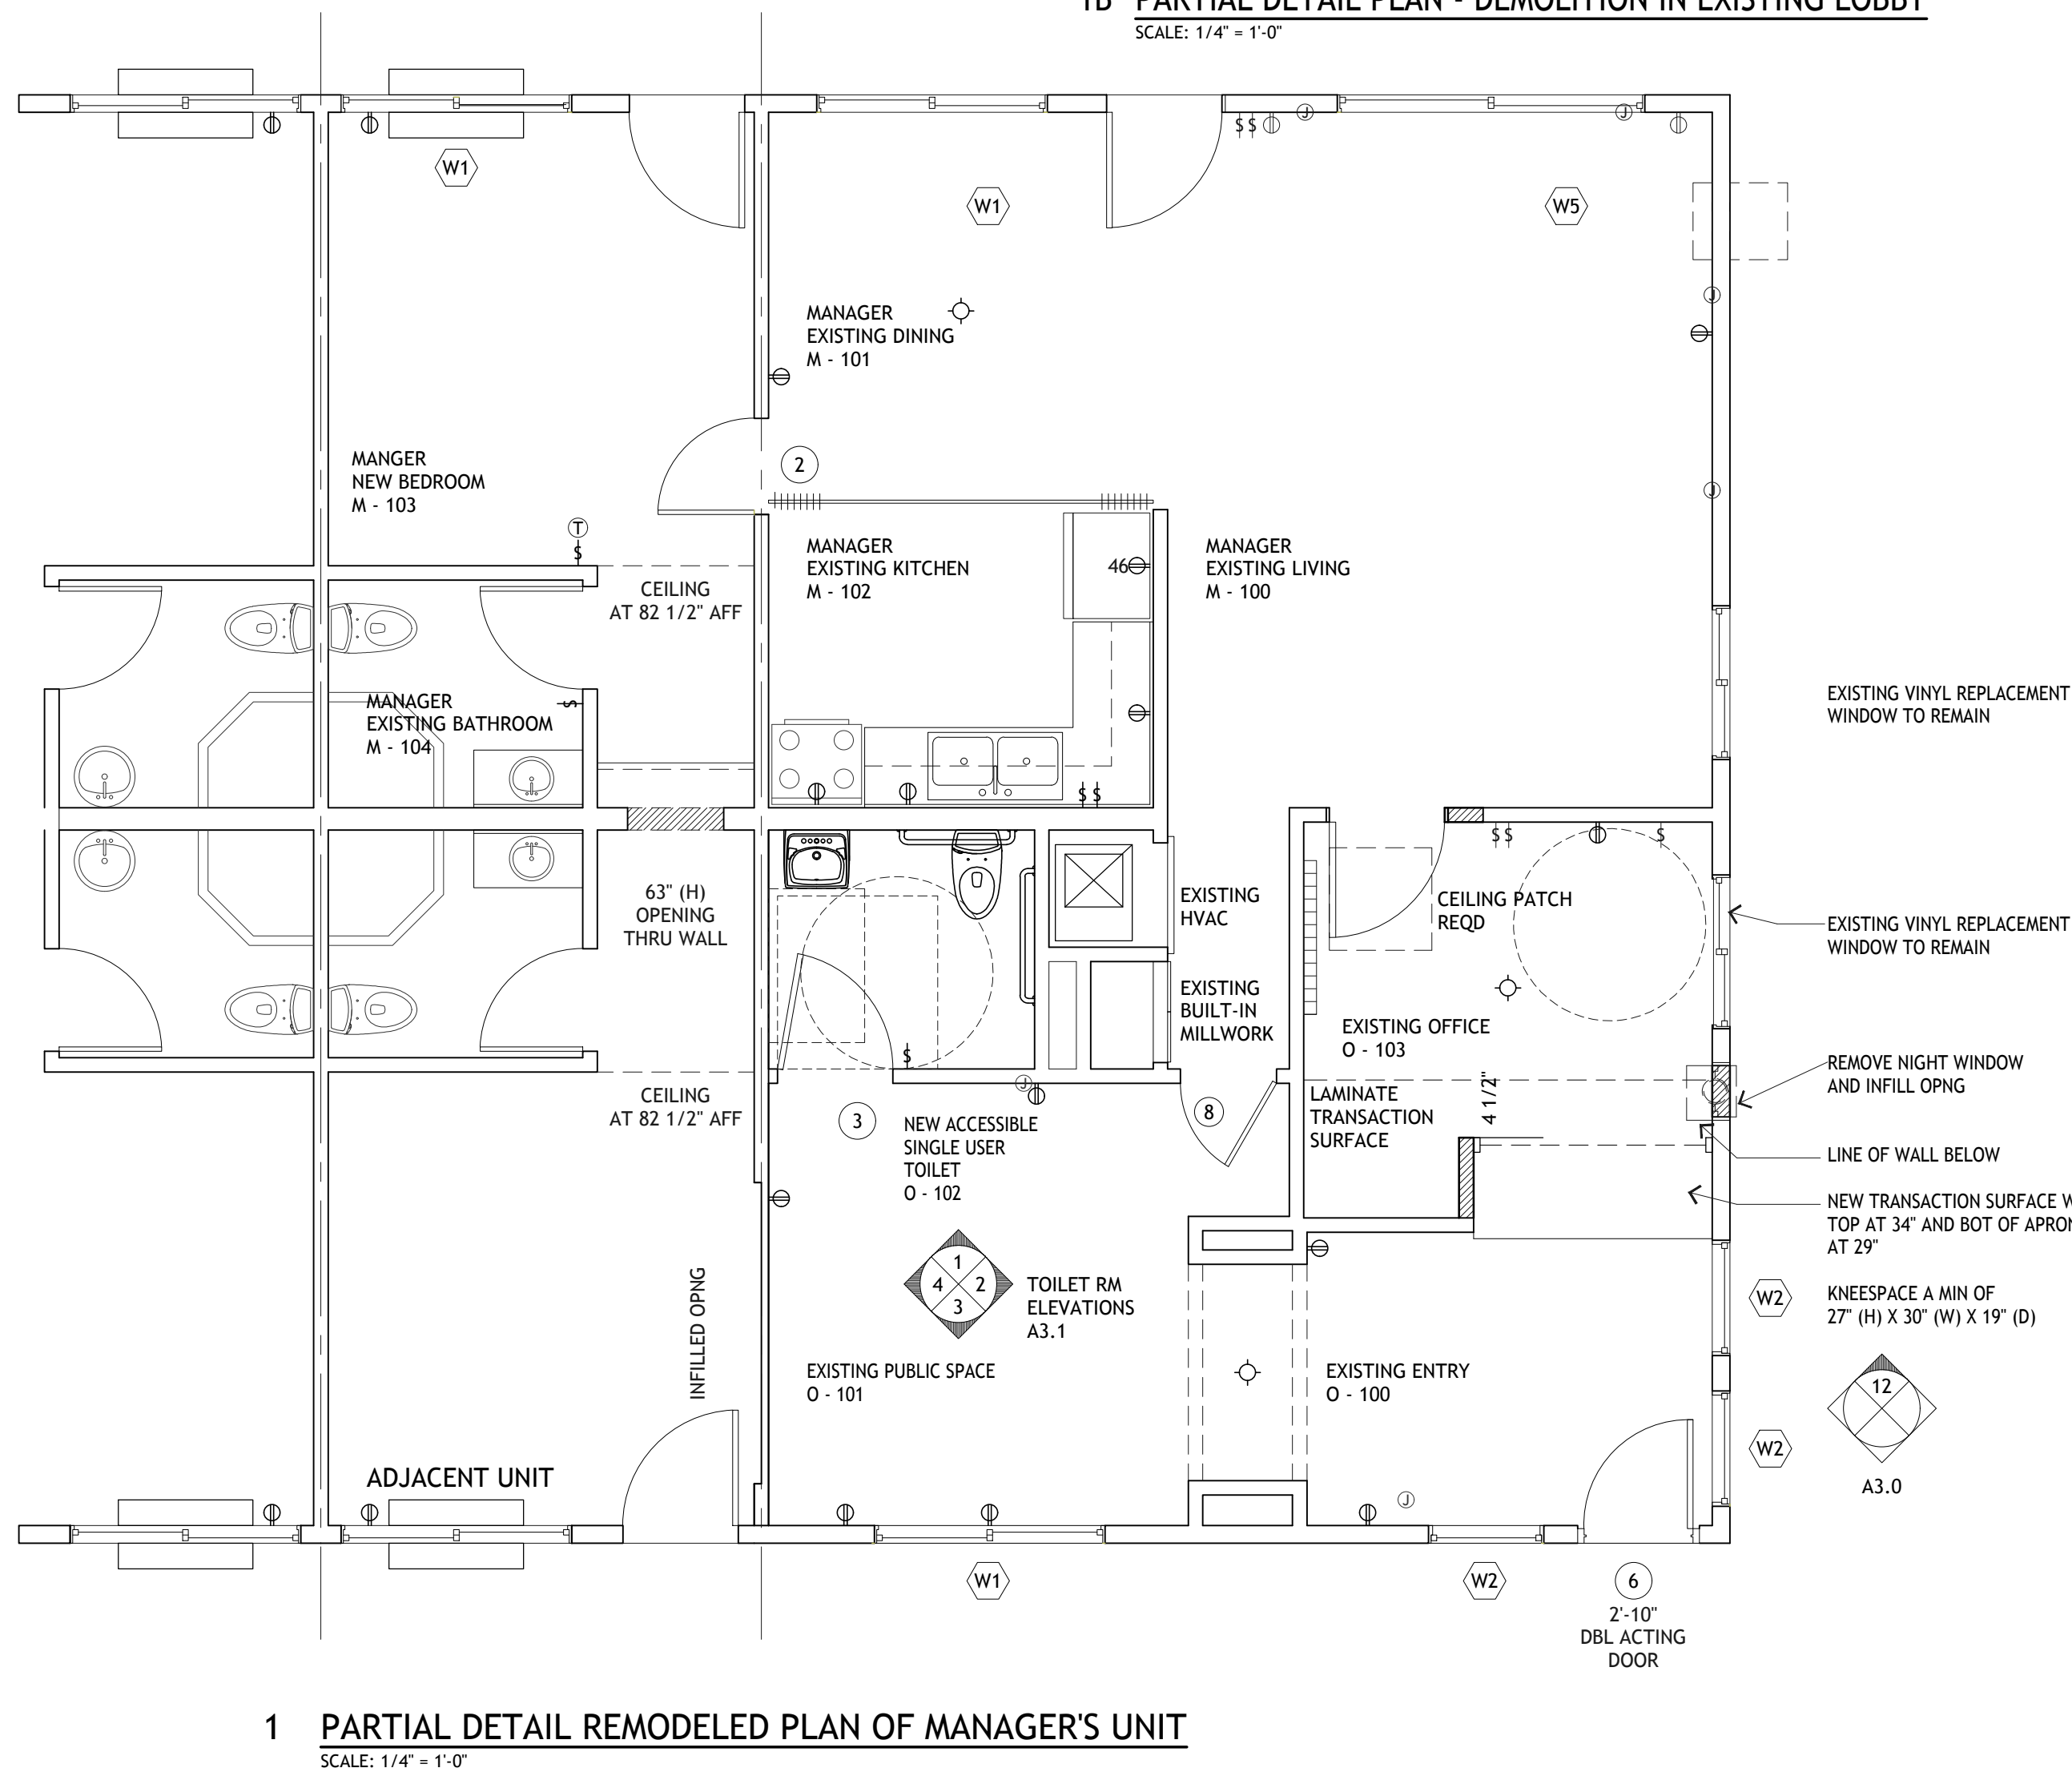 1B PARTIAL DETAIL PLAN - DEMOLITION IN EXISTING LOBBY
SCALE: 1/4" = 1'-0"
J
J
$ $
W1
W1
W5
J
MANAGER
EXISTING DINING
M - 101
MANGER
NEW BEDROOM
M - 103
2
J
T
$
MANAGER
EXISTING KITCHEN
M - 102
46
MANAGER
EXISTING LIVING
M - 100
CEILING
AT 82 1/2" AFF
MANAGER
EXISTING BATHROOM
M - 104
$
EXISTING VINYL REPLACEMENT
WINDOW TO REMAIN
$ $
$ $
$
63" (H)
OPENING
THRU WALL
EXISTING
HVAC
CEILING PATCH
REQD
EXISTING VINYL REPLACEMENT
WINDOW TO REMAIN
EXISTING
BUILT-IN
MILLWORK
EXISTING OFFICE
O - 103
$
J
REMOVE NIGHT WINDOW
AND INFILL OPNG
CEILING
AT 82 1/2" AFF
3
NEW ACCESSIBLE
SINGLE USER
TOILET
O - 102
8
LAMINATE
TRANSACTION
SURFACE
4 1/2"
LINE OF WALL BELOW
NEW TRANSACTION SURFACE
TOP AT 34" AND BOT OF APRON
AT 29"
1
4 2
3
TOILET RM
ELEVATIONS
A3.1
INFILLED OPNG
W2
KNEESPACE A MIN OF
27" (H) X 30" (W) X 19" (D)
EXISTING PUBLIC SPACE
O - 101
EXISTING ENTRY
O - 100
12
W2
A3.0
ADJACENT UNIT
J
W1
W2
6
2'-10"
DBL ACTING
DOOR
1 PARTIAL DETAIL REMODELED PLAN OF MANAGER'S UNIT
SCALE: 1/4" = 1'-0"